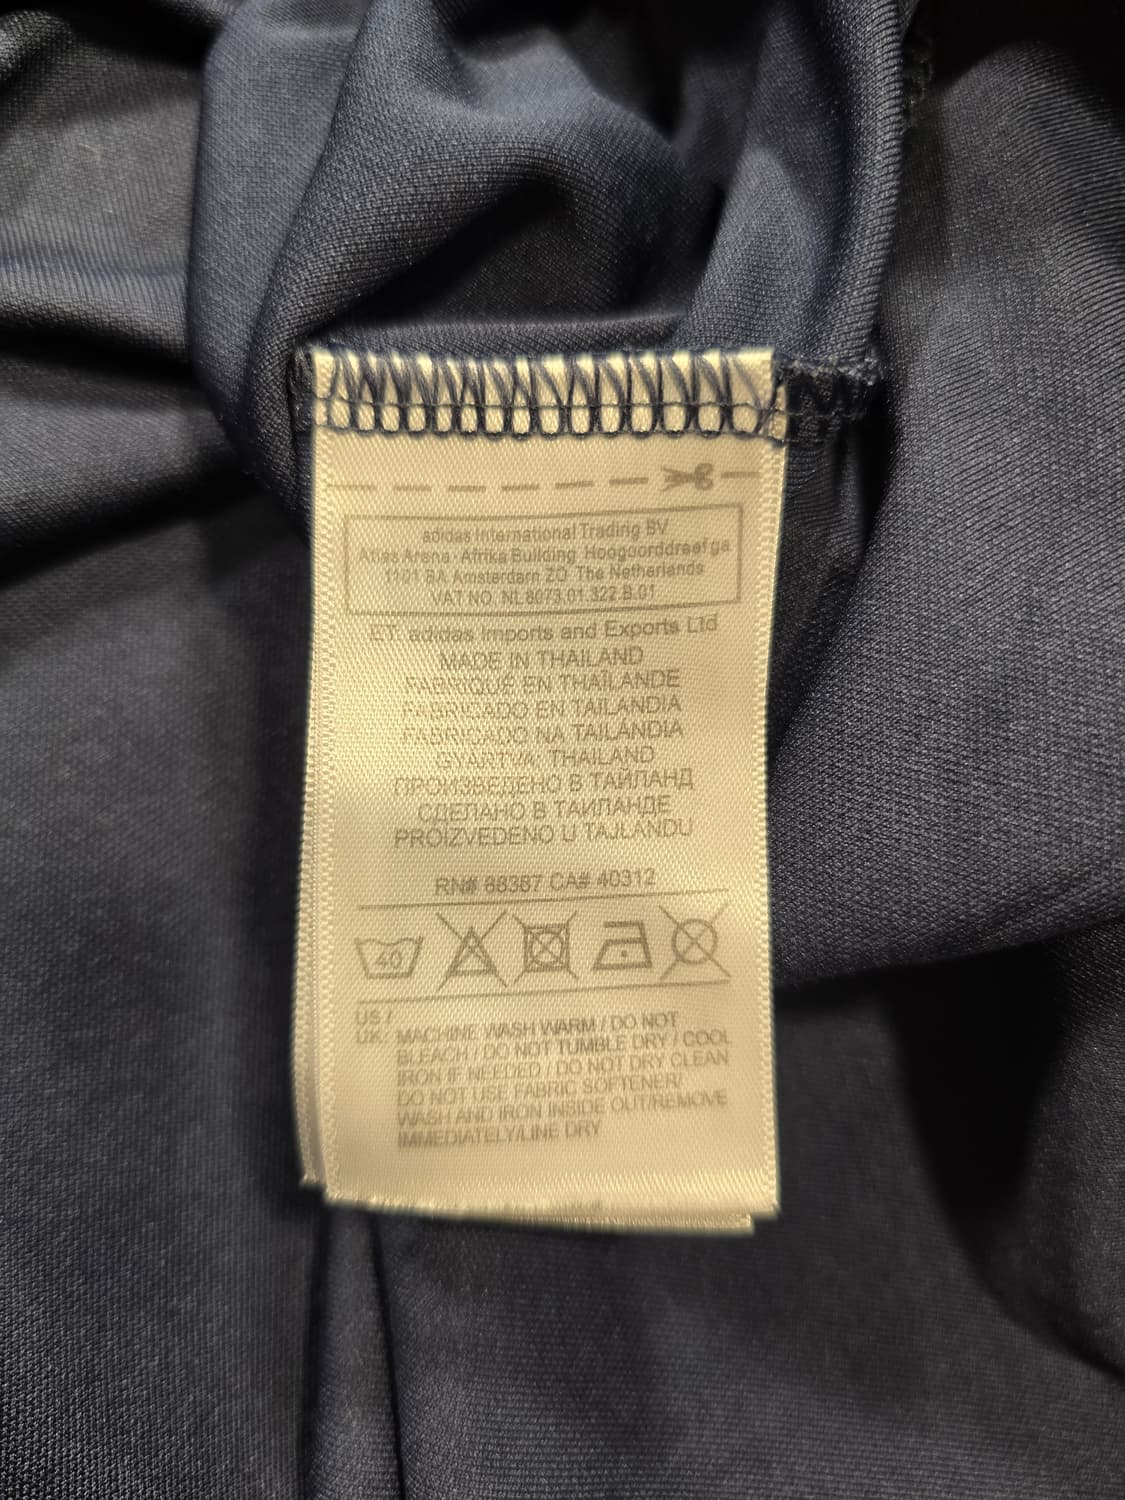 adidas International Trading BV
Atlas Arena · Afrika Building Hoogoorddreef 9a
1101 BA Amsterdam ZO The Netherlands
VAT NO. NL 8073.01.322 B.01
ET: adidas Imports and Exports Ltd
MADE IN THAILAND
FABRIQUÉ EN THAÏLANDE
FABRICADO EN TAILANDIA
FABRICADO NA TAILÂNDIA
GYÁRTVA: THAILAND
ПРОИЗВЕДЕНО В ТАЙЛАНД
СДЕЛАНО В ТАИЛАНДЕ
PROIZVEDENO U TAJLANDU
RN# 88387 CA# 40312
40
US /
UK: MACHINE WASH WARM / DO NOT
BLEACH / DO NOT TUMBLE DRY / COOL
IRON IF NEEDED / DO NOT DRY CLEAN
DO NOT USE FABRIC SOFTENER/
WASH AND IRON INSIDE OUT/REMOVE
IMMEDIATELY/LINE DRY